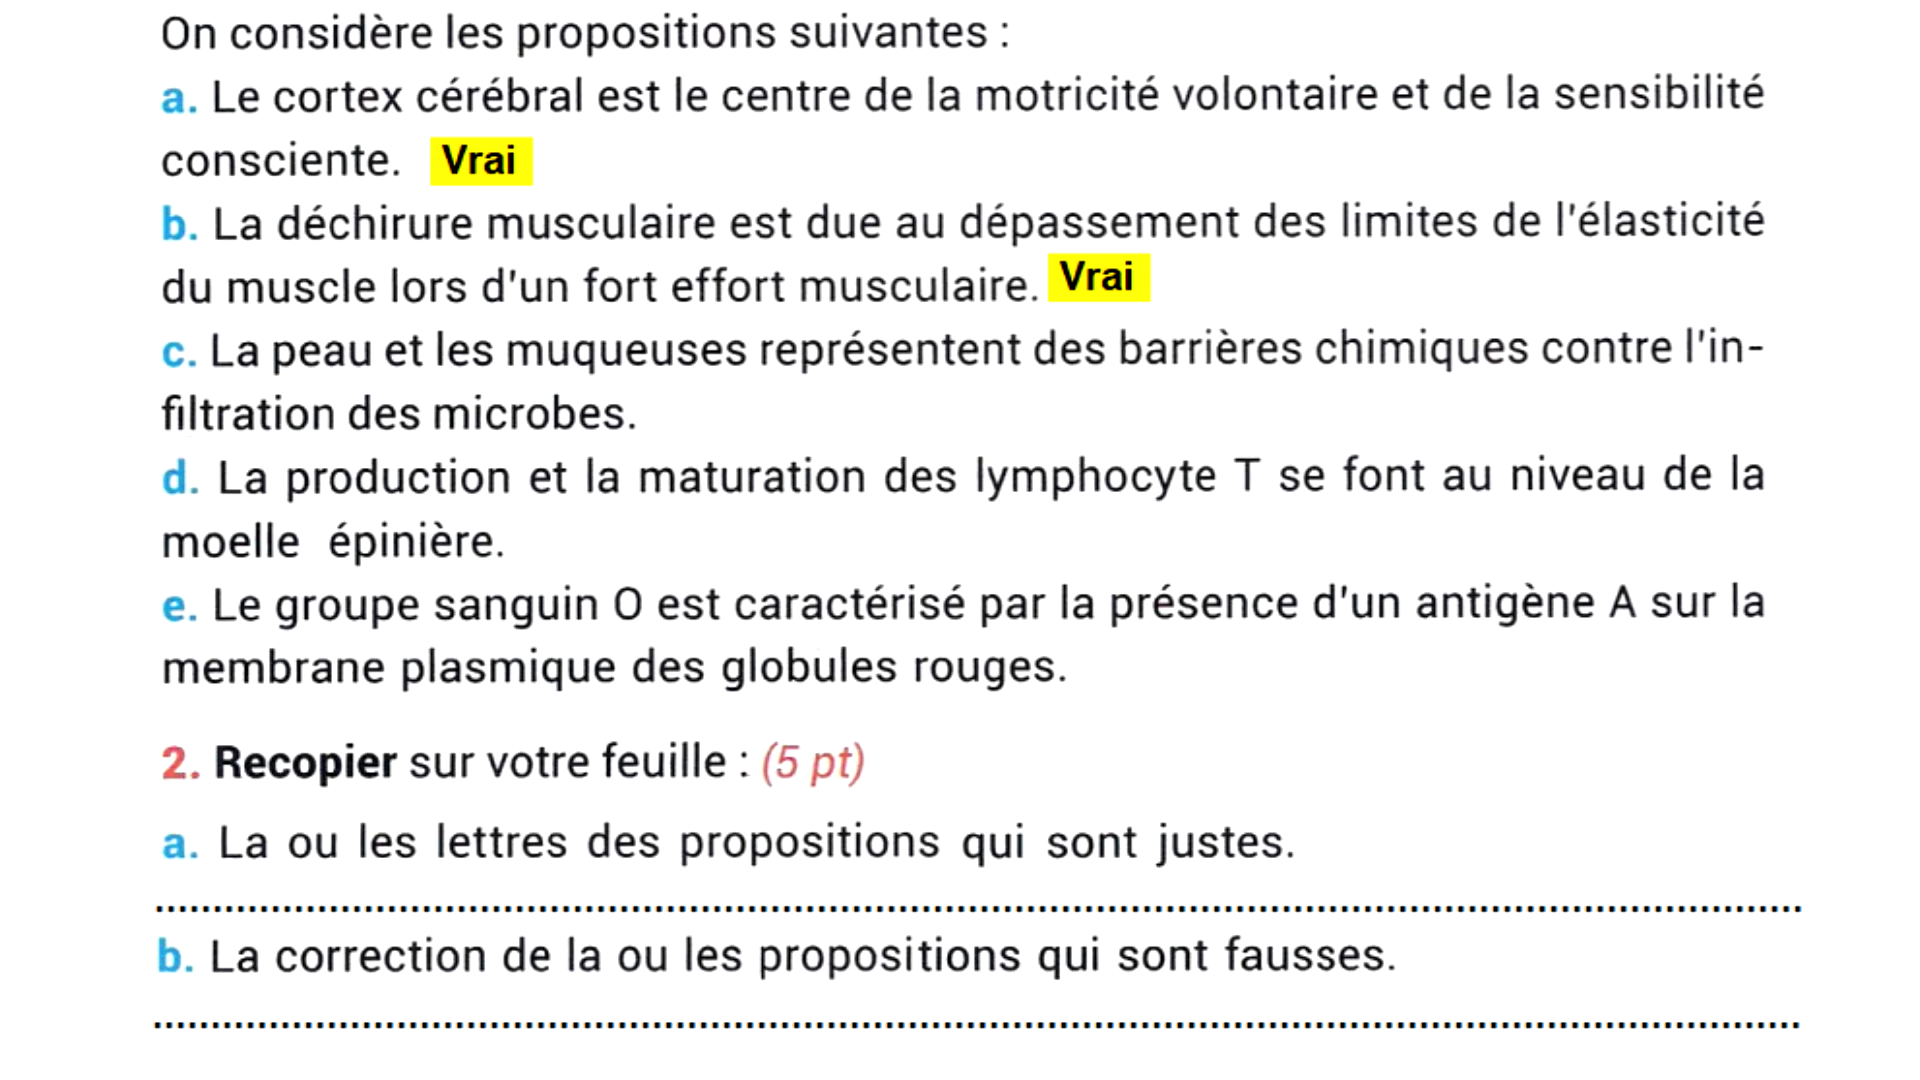 On considère les propositions suivantes :
a. Le cortex cérébral est le centre de la motricité volontaire et de la sensibilité
consciente. Vrai
b. La déchirure musculaire est due au dépassement des limites de l'élasticité
du muscle lors d'un fort effort musculaire. Vrai
c. La peau et les muqueuses représentent des barrières chimiques contre l'in-
filtration des microbes.
d. La production et la maturation des lymphocyte T se font au niveau de la
moelle épinière.
e. Le groupe sanguin O est caractérisé par la présence d'un antigène A sur la
membrane plasmique des globules rouges.
2. Recopier sur votre feuille : (5 pt)
a. La ou les lettres des propositions qui sont justes.
b. La correction de la ou les propositions qui sont fausses.